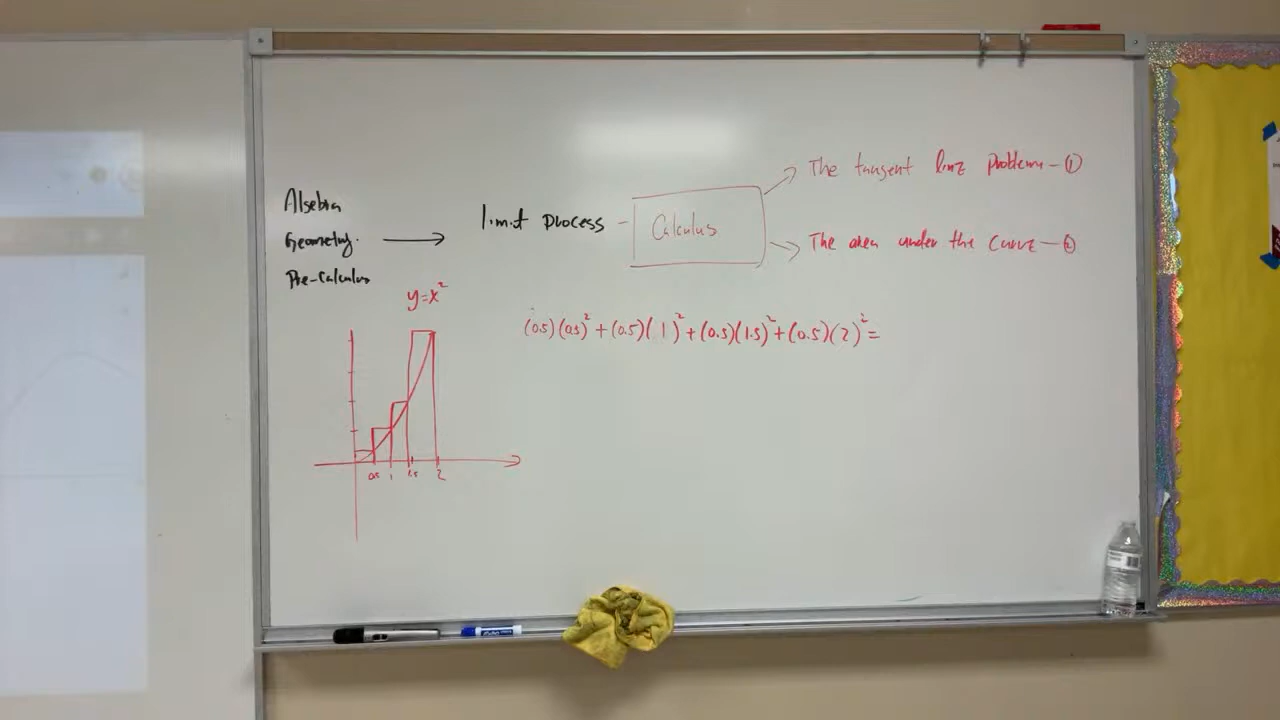 The tangent line problem - ①
Algebra
Geometry
Pre-Calculus
limit process
Calculus
The area under the curve - ②
y=x²
(0.5)(0.5)² + (0.5)(1)² + (0.5)(1.5)² + (0.5)(2)² =
0.5 1 1.5 2